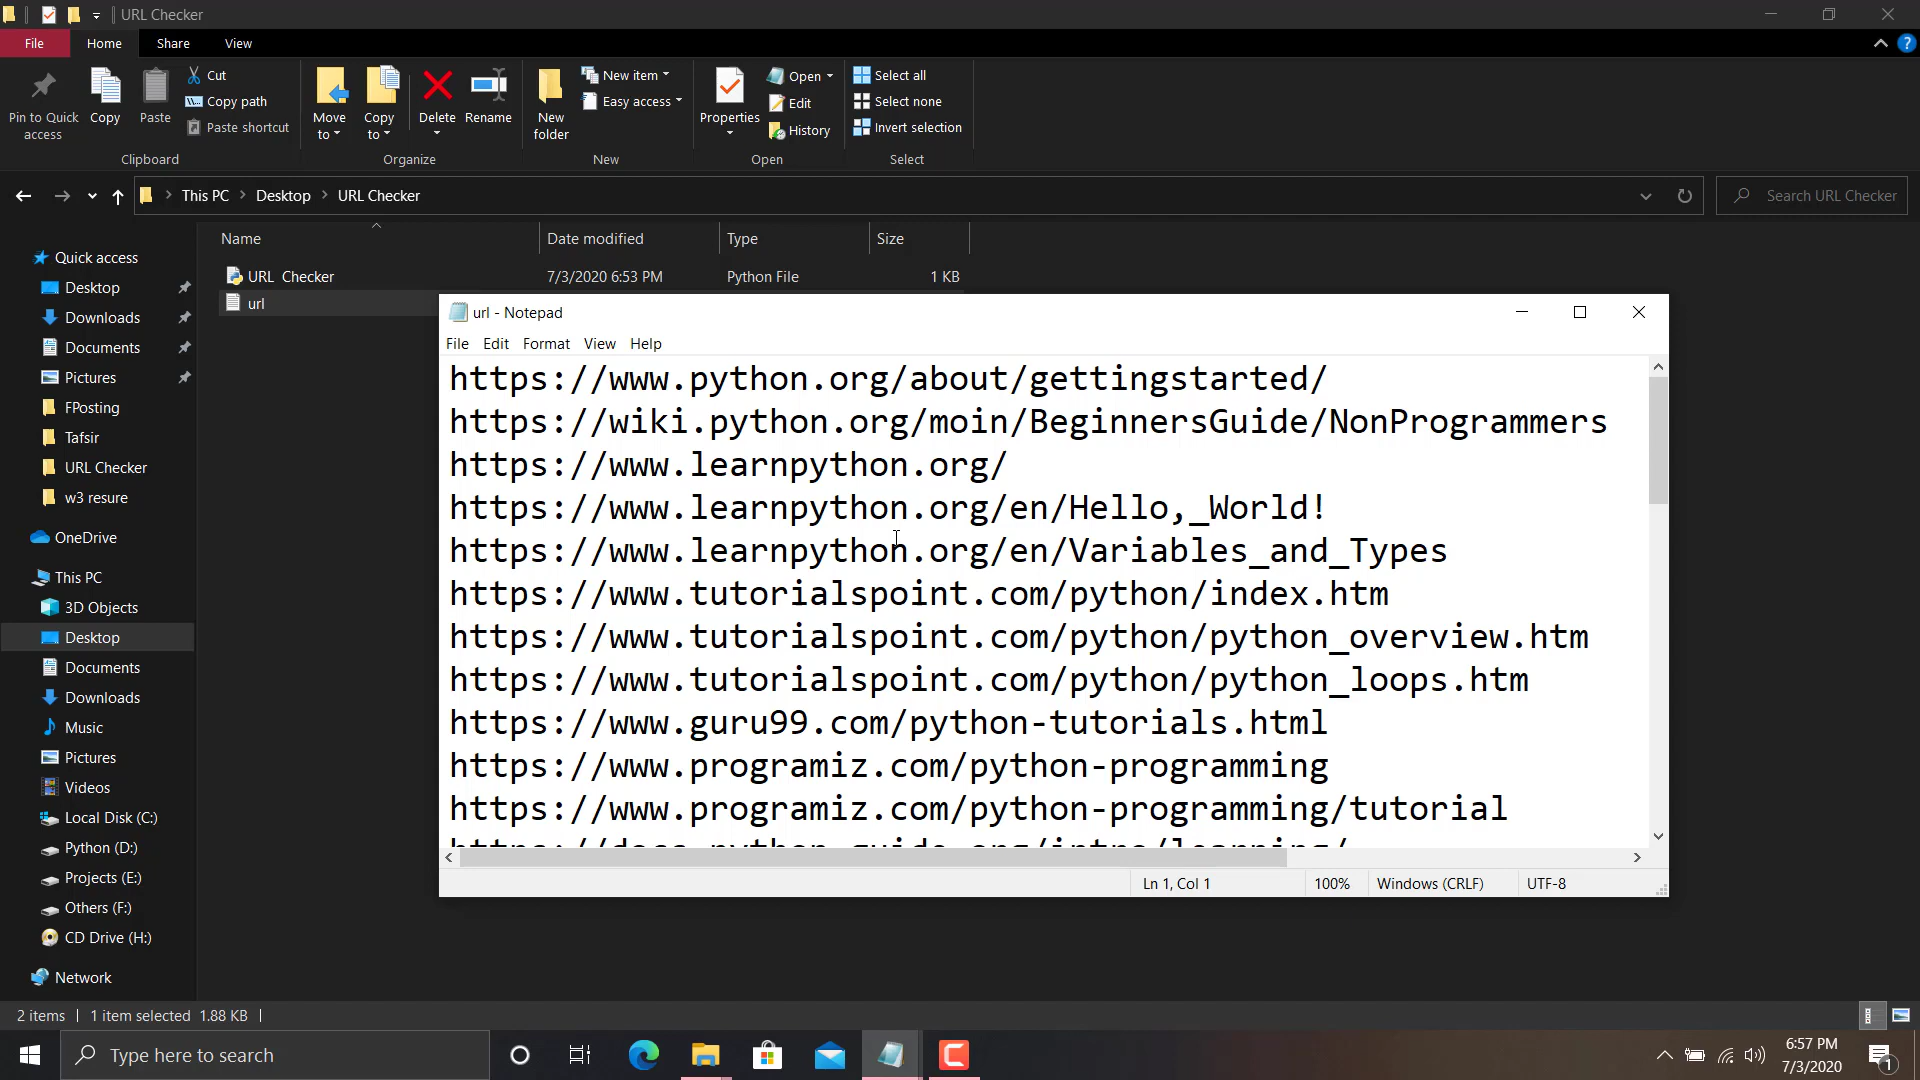 URL Checker
File
Home
Share
View
Pin to Quick access
Copy
Paste
Cut
Copy path
Paste shortcut
Clipboard
Move to
Copy to
Delete
Rename
Organize
New folder
New item
Easy access
New
Properties
Open
Edit
History
Open
Select all
Select none
Invert selection
Select
This PC
Desktop
URL Checker
Search URL Checker
Name
Date modified
Type
Size
URL Checker 7/3/2020 6:53 PM Python File 1 KB
url
Quick access
Desktop
Downloads
Documents
Pictures
FPosting
Tafsir
URL Checker
w3 resure
OneDrive
This PC
3D Objects
Desktop
Documents
Downloads
Music
Pictures
Videos
Local Disk (C:)
Python (D:)
Projects (E:)
Others (F:)
CD Drive (H:)
Network
url - Notepad
File Edit Format View Help
https://www.python.org/about/gettingstarted/
https://wiki.python.org/moin/BeginnersGuide/NonProgrammers
https://www.learnpython.org/
https://www.learnpython.org/en/Hello,_World!
https://www.learnpython.org/en/Variables_and_Types
https://www.tutorialspoint.com/python/index.htm
https://www.tutorialspoint.com/python/python_overview.htm
https://www.tutorialspoint.com/python/python_loops.htm
https://www.guru99.com/python-tutorials.html
https://www.programiz.com/python-programming
https://www.programiz.com/python-programming/tutorial
Ln 1, Col 1
100%
Windows (CRLF)
UTF-8
2 items
1 item selected 1.88 KB
Type here to search
6:57 PM
7/3/2020
1